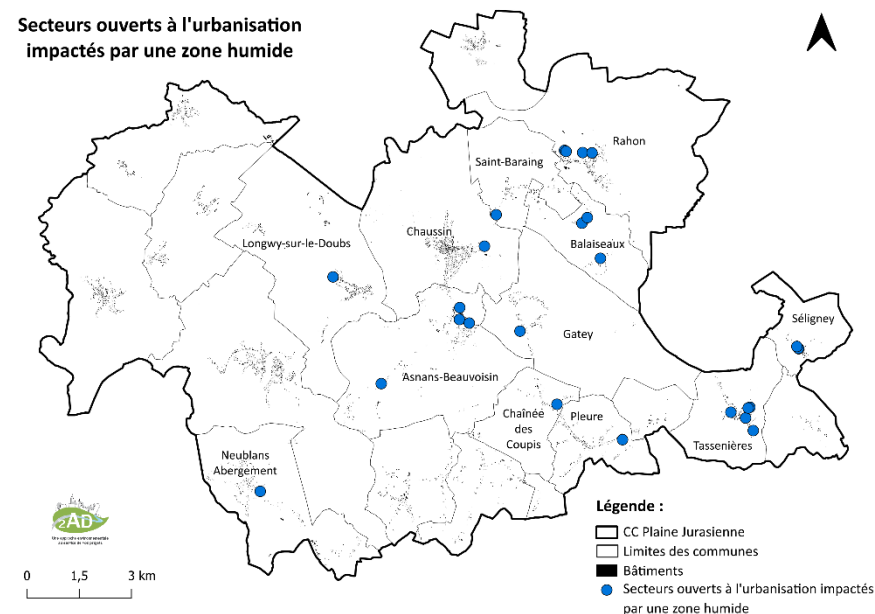 Secteurs ouverts à l'urbanisation
impactés par une zone humide
Rahon
Saint-Baraing
Chaussin
Longwy-sur-le-Doubs
Balaiseaux
Séligney
Gatey
Asnans-Beauvoisin
Chaînée
des
Coupis
Pleure
Tassenières
Neublans
Abergement
2AD
Légende :
CC Plaine Jurasienne
Limites des communes
Bâtiments
Secteurs ouverts à l'urbanisation impactés
par une zone humide
0 1,5 3 km